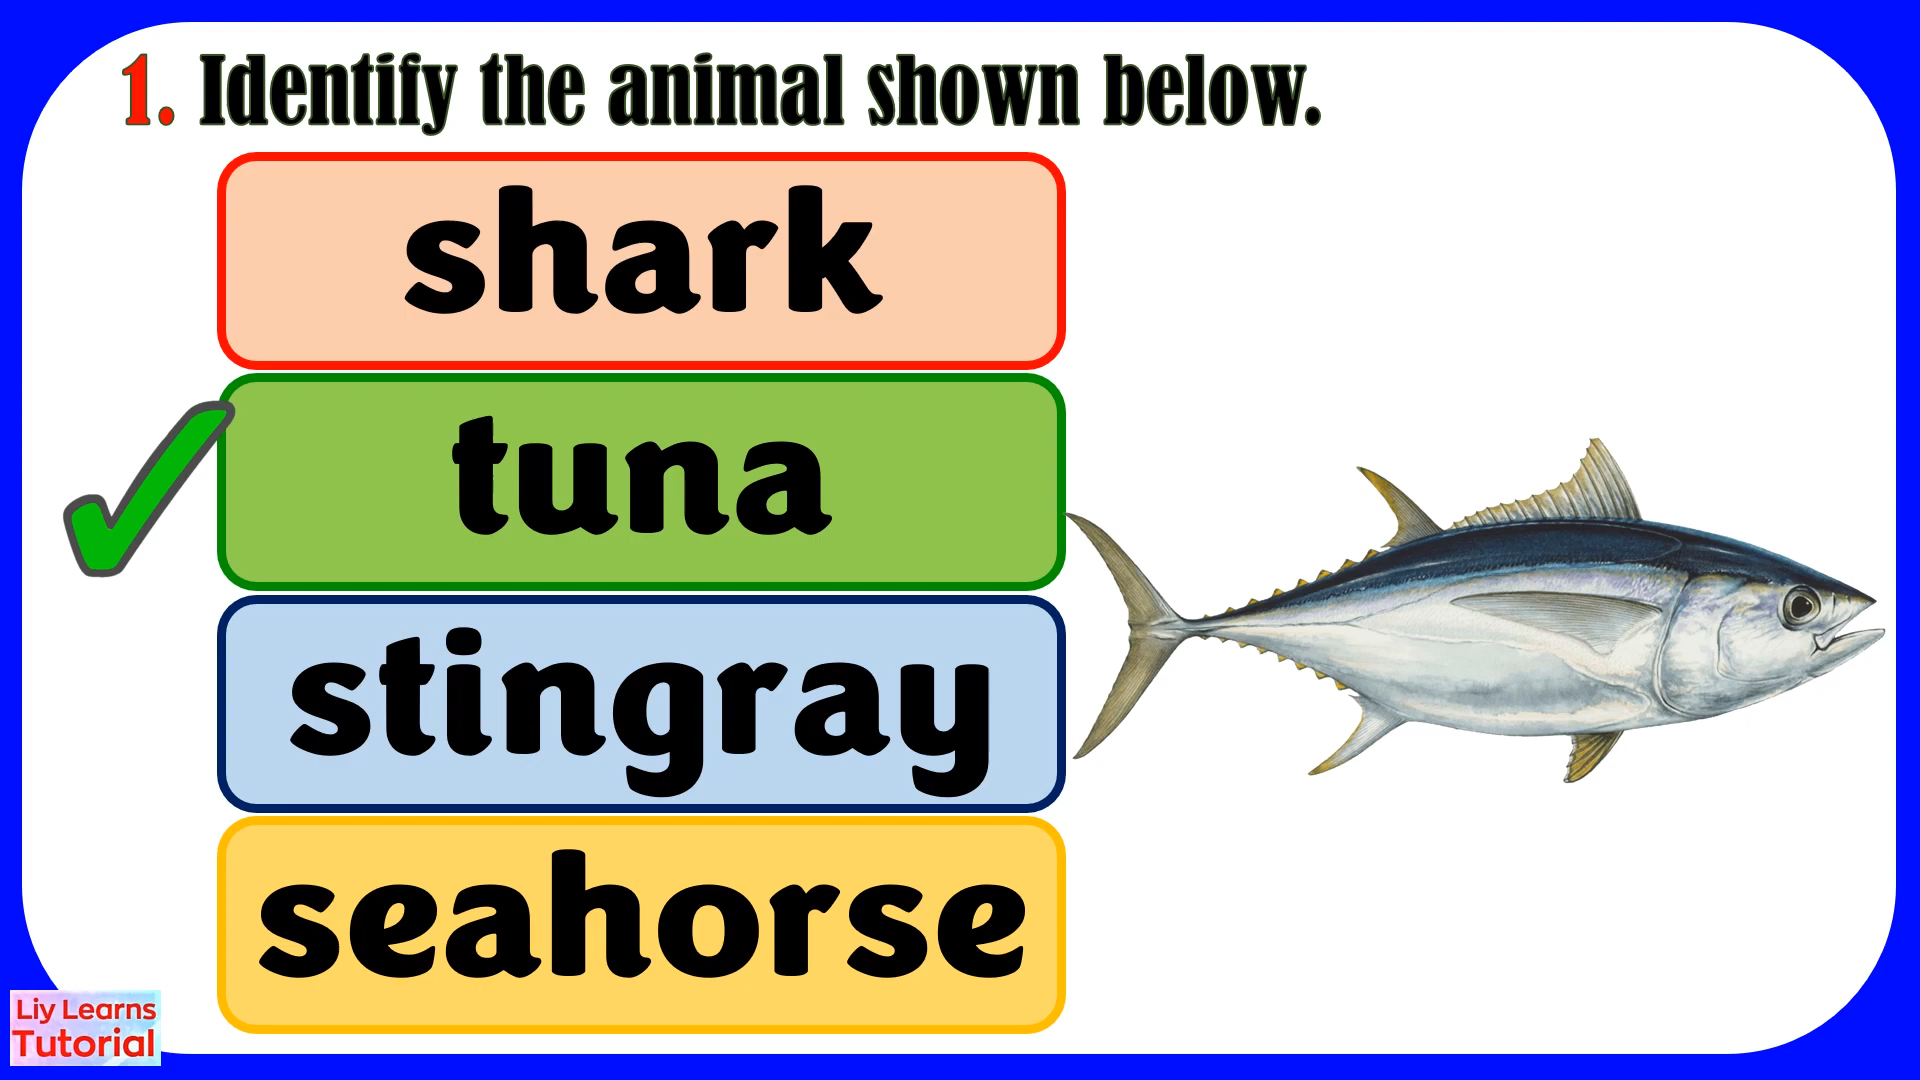 1. Identify the animal shown below.
shark
tuna
stingray
seahorse
Liy Learns
Tutorial